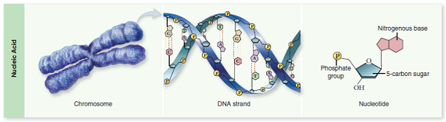 Nucleic Acid
Nitrogenous base
P
Phosphate
group
O
5-carbon sugar
OH
Chromosome
DNA strand
Nucleotide